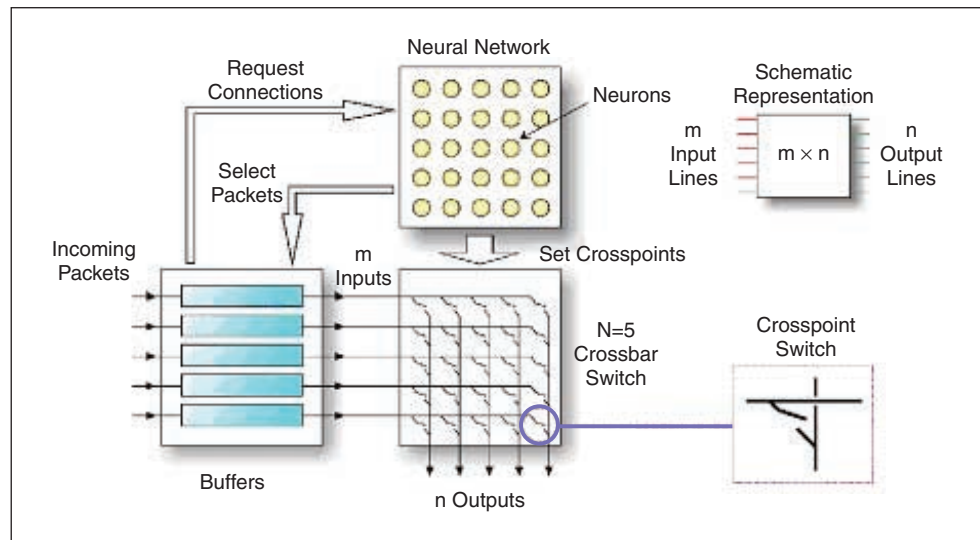 Neural Network
Request
Connections
Neurons
Schematic
Representation
m
Input
Lines
m × n
n
Output
Lines
Select
Packets
Incoming
Packets
m
Inputs
Set Crosspoints
N=5
Crossbar
Switch
Crosspoint
Switch
Buffers
n Outputs